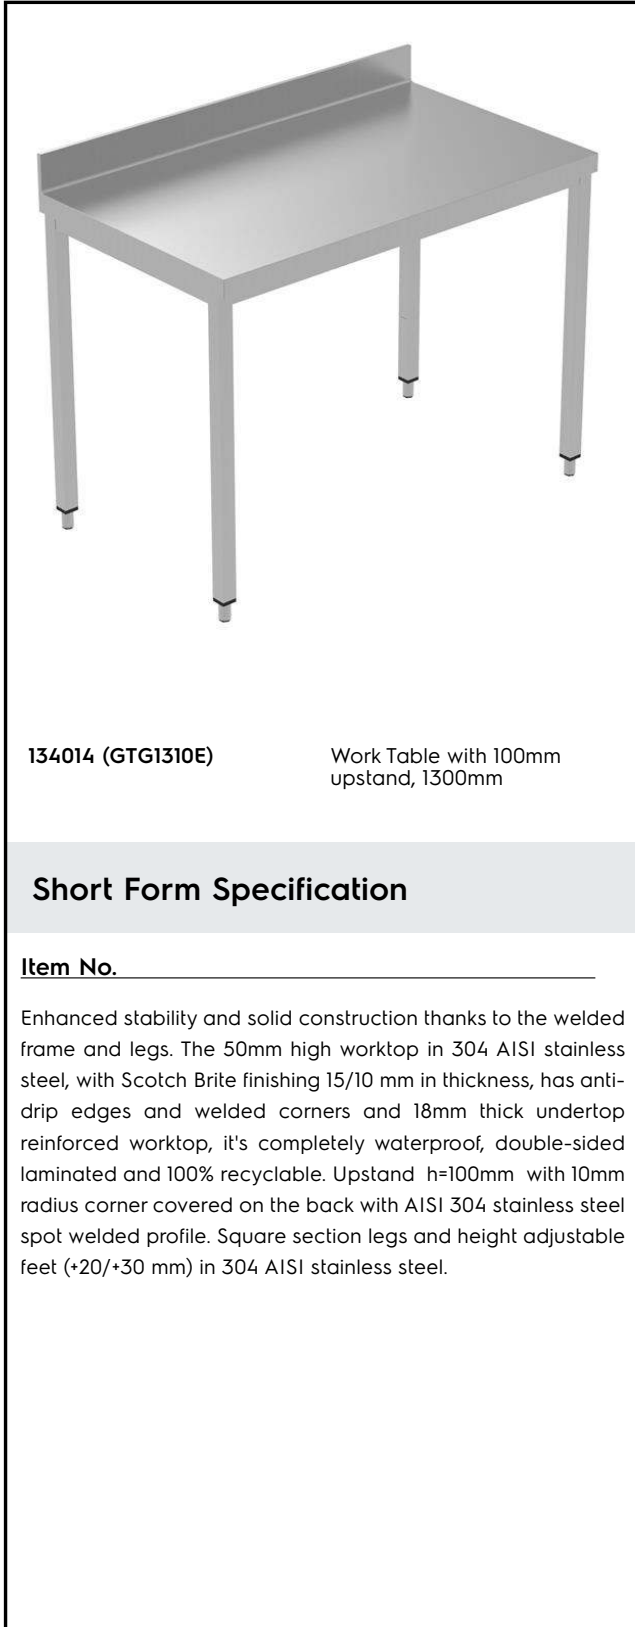 134014 (GTG1310E)
Work Table with 100mm
upstand, 1300mm
Short Form Specification
Item No.
Enhanced stability and solid construction thanks to the welded
frame and legs. The 50mm high worktop in 304 AISI stainless
steel, with Scotch Brite finishing 15/10 mm in thickness, has anti-
drip edges and welded corners and 18mm thick undertop
reinforced worktop, it's completely waterproof, double-sided
laminated and 100% recyclable. Upstand h=100mm with 10mm
radius corner covered on the back with AISI 304 stainless steel
spot welded profile. Square section legs and height adjustable
feet (+20/+30 mm) in 304 AISI stainless steel.